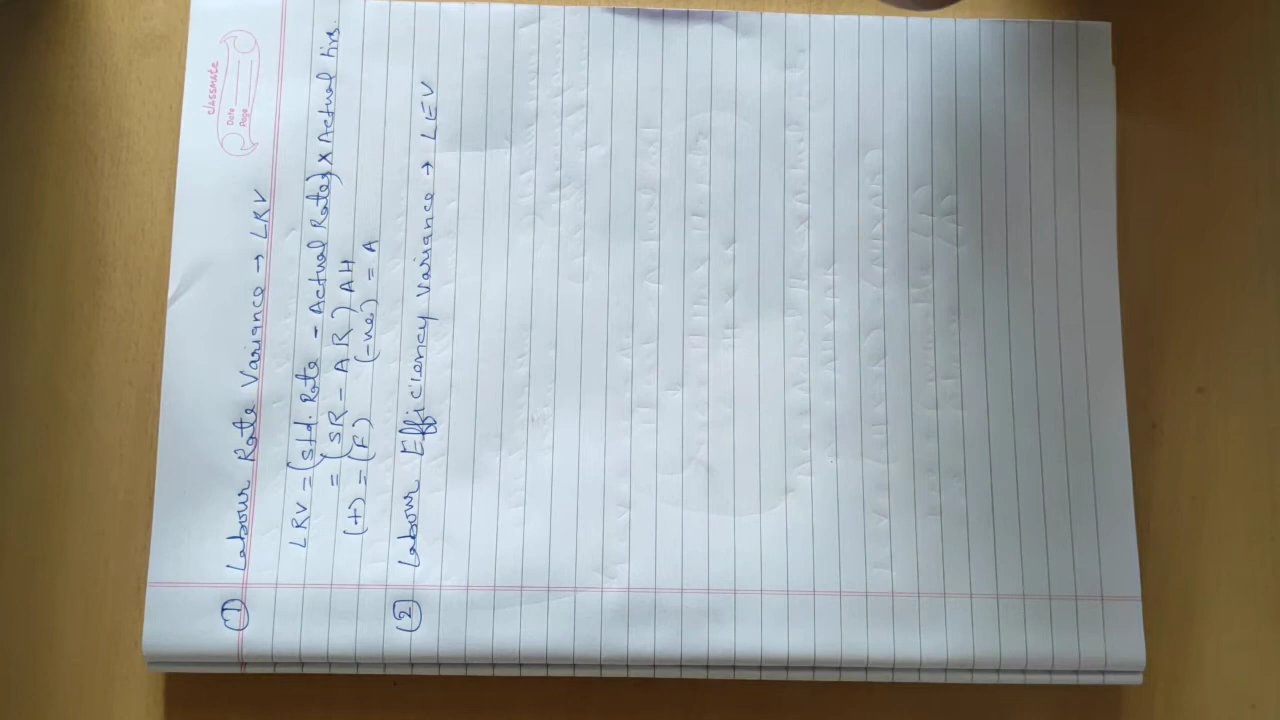 classmate
Date
Page
① Labour Rate Variance → LRV
LRV = (Std. Rate - Actual Rate) × Actual hrs.
= (SR - AR) AH
(+) = (F) (-ne) = A
② Labour Efficiency Variance → LEV